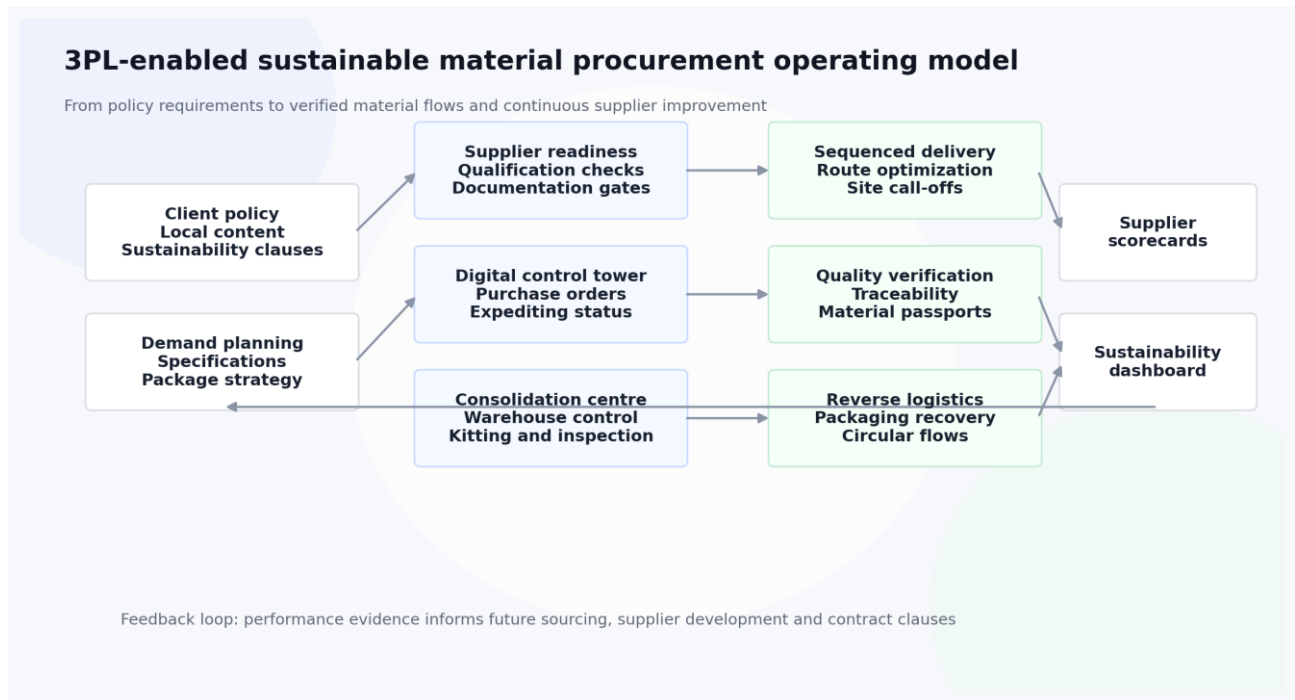 3PL-enabled sustainable material procurement operating model
From policy requirements to verified material flows and continuous supplier improvement
Client policy
Local content
Sustainability clauses
Demand planning
Specifications
Package strategy
Supplier readiness
Qualification checks
Documentation gates
Digital control tower
Purchase orders
Expediting status
Consolidation centre
Warehouse control
Kitting and inspection
Sequenced delivery
Route optimization
Site call-offs
Quality verification
Traceability
Material passports
Reverse logistics
Packaging recovery
Circular flows
Supplier
scorecards
Sustainability
dashboard
Feedback loop: performance evidence informs future sourcing, supplier development and contract clauses